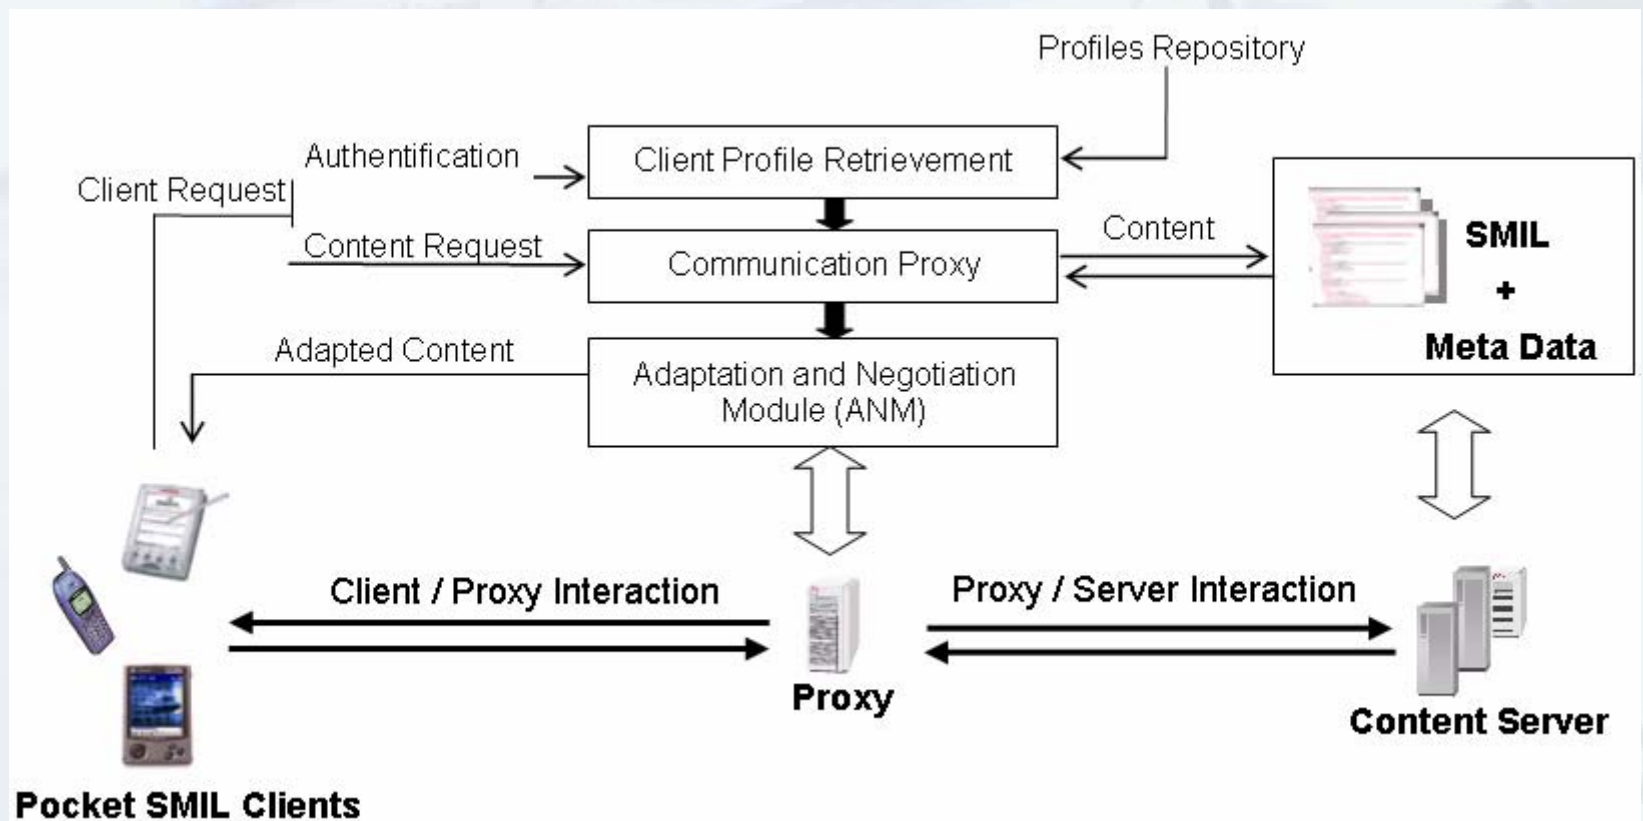 Profiles Repository
Authentification
Client Profile Retrievement
Client Request
Content Request
Communication Proxy
Content
SMIL
+
Meta Data
Adapted Content
Adaptation and Negotiation
Module (ANM)
Client / Proxy Interaction
Proxy / Server Interaction
Proxy
Content Server
Pocket SMIL Clients